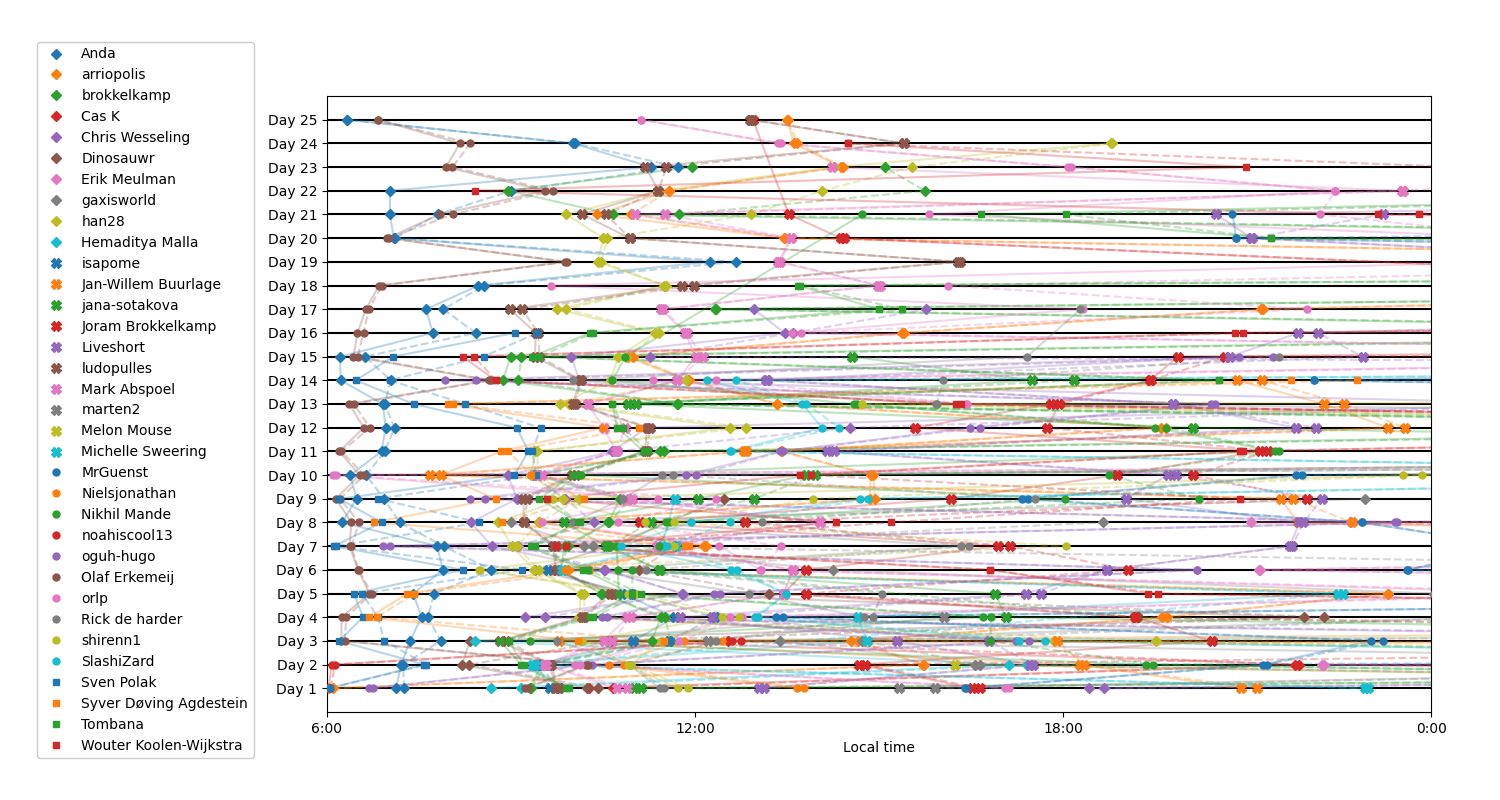 Anda
arriopolis
brokkelkamp
Cas K
Chris Wesseling
Dinosauwr
Erik Meulman
gaxisworld
han28
Hemaditya Malla
isapome
Jan-Willem Buurlage
jana-sotakova
Joram Brokkelkamp
Liveshort
ludopulles
Mark Abspoel
marten2
Melon Mouse
Michelle Sweering
MrGuenst
Nielsjonathan
Nikhil Mande
noahiscool13
oguh-hugo
Olaf Erkemeij
orlp
Rick de harder
shirenn1
SlashiZard
Sven Polak
Syver Døving Agdestein
Tombana
Wouter Koolen-Wijkstra
Day 25
Day 24
Day 23
Day 22
Day 21
Day 20
Day 19
Day 18
Day 17
Day 16
Day 15
Day 14
Day 13
Day 12
Day 11
Day 10
Day 9
Day 8
Day 7
Day 6
Day 5
Day 4
Day 3
Day 2
Day 1
6:00 12:00 18:00 0:00
Local time